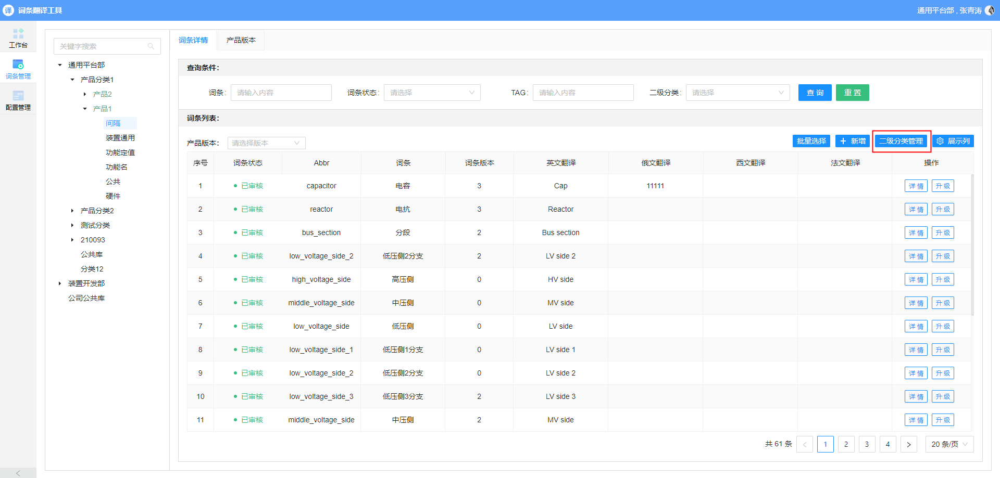 译 词条翻译工具
通用平台部 , 张青涛
工作台
词条管理
配置管理
关键字搜索
通用平台部
产品分类1
产品2
产品1
间隔
装置通用
功能定值
功能名
公共
硬件
产品分类2
测试分类
210093
公共库
分类12
装置开发部
公司公共库
词条详情 产品版本
查询条件：
词条: 请输入内容 词条状态: 请选择 TAG: 请输入内容 二级分类: 请选择 查 询 重 置
词条列表：
产品版本： 请选择版本 批量选择 + 新增 二级分类管理 展示列
序号 词条状态 Abbr 词条 词条版本 英文翻译 俄文翻译 西文翻译 法文翻译 操作
1 已审核 capacitor 电容 3 Cap 11111 详 情 升 级
2 已审核 reactor 电抗 3 Reactor 详 情 升 级
3 已审核 bus_section 分段 2 Bus section 详 情 升 级
4 已审核 low_voltage_side_2 低压侧2分支 2 LV side 2 详 情 升 级
5 已审核 high_voltage_side 高压侧 0 HV side 详 情 升 级
6 已审核 middle_voltage_side 中压侧 0 MV side 详 情 升 级
7 已审核 low_voltage_side 低压侧 0 LV side 详 情 升 级
8 已审核 low_voltage_side_1 低压侧1分支 0 LV side 1 详 情 升 级
9 已审核 low_voltage_side_2 低压侧2分支 0 LV side 2 详 情 升 级
10 已审核 low_voltage_side_3 低压侧3分支 2 LV side 3 详 情 升 级
11 已审核 middle_voltage_side 中压侧 2 MV side 详 情 升 级
共 61 条 < 1 2 3 4 > 20 条/页